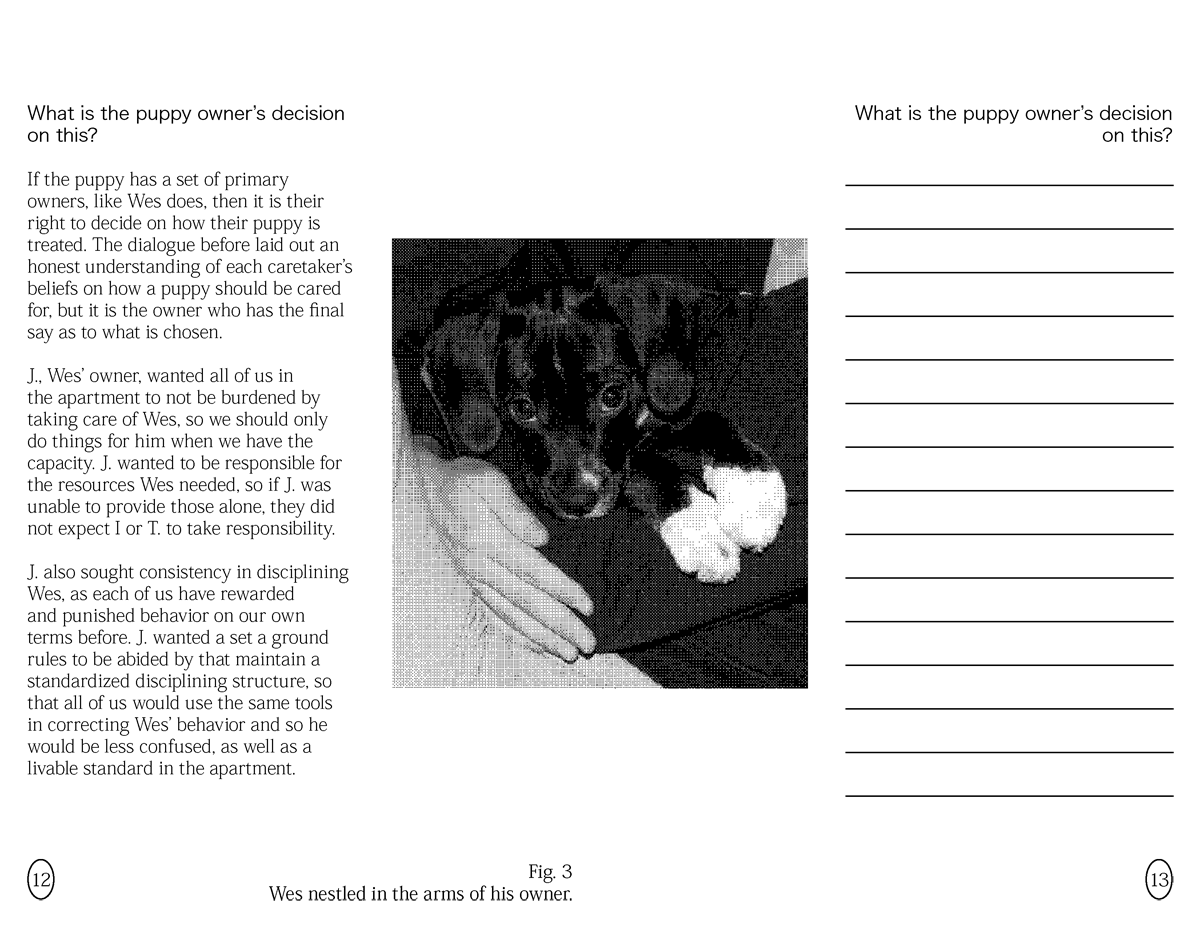 What is the puppy owner’s decision
on this?
If the puppy has a set of primary
owners, like Wes does, then it is their
right to decide on how their puppy is
treated. The dialogue before laid out an
honest understanding of each caretaker’s
beliefs on how a puppy should be cared
for, but it is the owner who has the final
say as to what is chosen.
J., Wes’ owner, wanted all of us in
the apartment to not be burdened by
taking care of Wes, so we should only
do things for him when we have the
capacity. J. wanted to be responsible for
the resources Wes needed, so if J. was
unable to provide those alone, they did
not expect I or T. to take responsibility.
J. also sought consistency in disciplining
Wes, as each of us have rewarded
and punished behavior on our own
terms before. J. wanted a set a ground
rules to be abided by that maintain a
standardized disciplining structure, so
that all of us would use the same tools
in correcting Wes’ behavior and so he
would be less confused, as well as a
livable standard in the apartment.
12
Fig. 3
Wes nestled in the arms of his owner.
What is the puppy owner’s decision
on this?
13